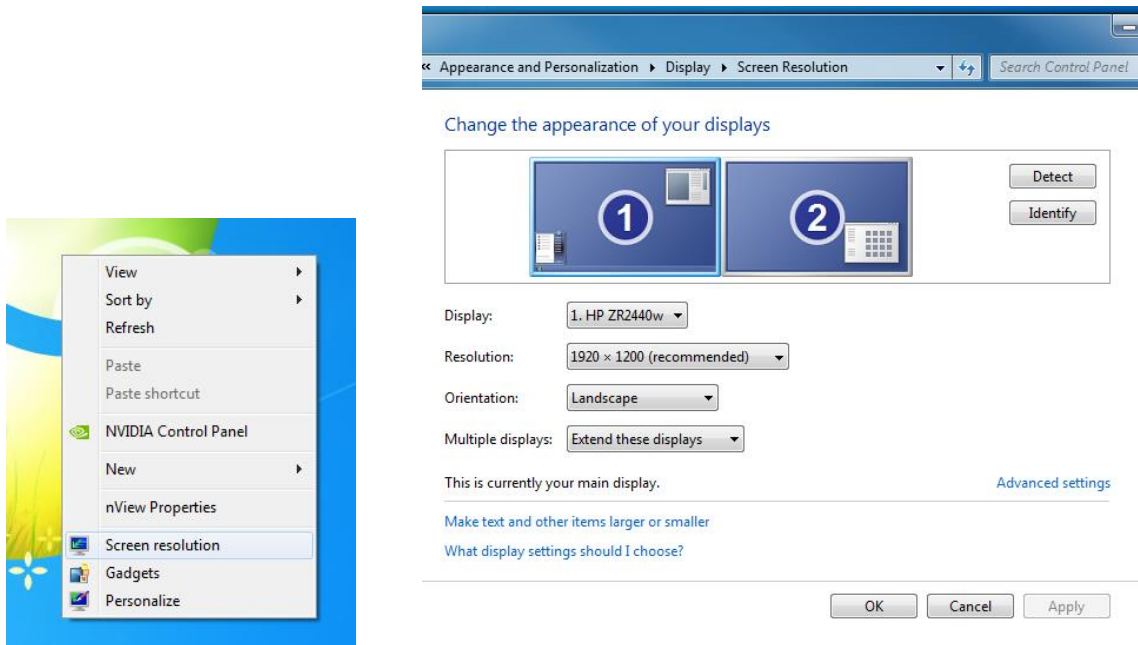 View
Sort by
Refresh
Paste
Paste shortcut
NVIDIA Control Panel
New
nView Properties
Screen resolution
Gadgets
Personalize
« Appearance and Personalization Display Screen Resolution Search Control Panel
Change the appearance of your displays
1 2
Detect
Identify
Display: 1. HP ZR2440w
Resolution: 1920 × 1200 (recommended)
Orientation: Landscape
Multiple displays: Extend these displays
This is currently your main display. Advanced settings
Make text and other items larger or smaller
What display settings should I choose?
OK Cancel Apply